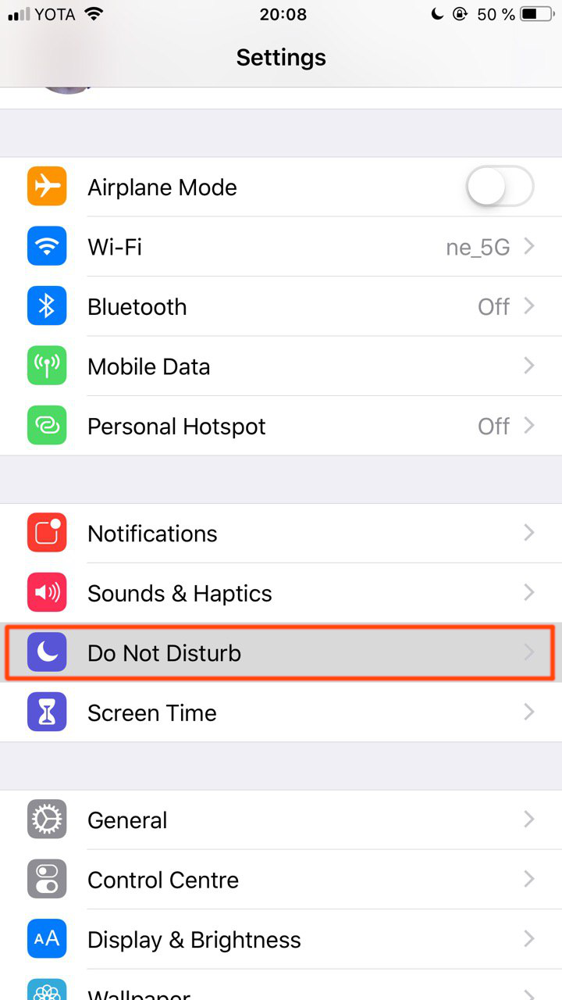 YOTA 20:08 50 %
Settings
Airplane Mode
Wi-Fi ne_5G
Bluetooth Off
Mobile Data
Personal Hotspot Off
Notifications
Sounds & Haptics
Do Not Disturb
Screen Time
General
Control Centre
AA Display & Brightness
Wallpaper